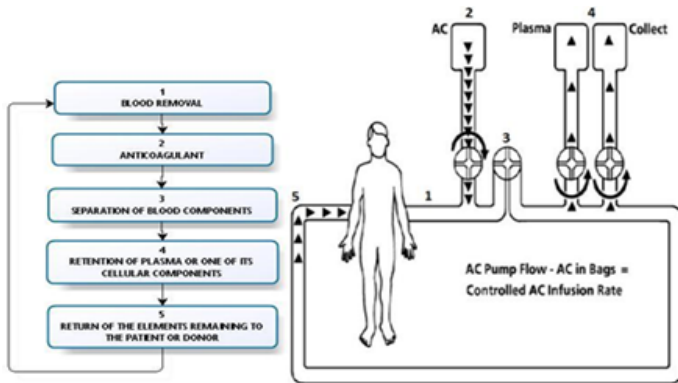 1
BLOOD REMOVAL
2
ANTICOAGULANT
3
SEPARATION OF BLOOD COMPONENTS
4
RETENTION OF PLASMA OR ONE OF ITS
CELLULAR COMPONENTS
5
RETURN OF THE ELEMENTS REMAINING TO
THE PATIENT OR DONOR
2
AC
Plasma
4
Collect
3
5
1
AC Pump Flow - AC in Bags =
Controlled AC Infusion Rate